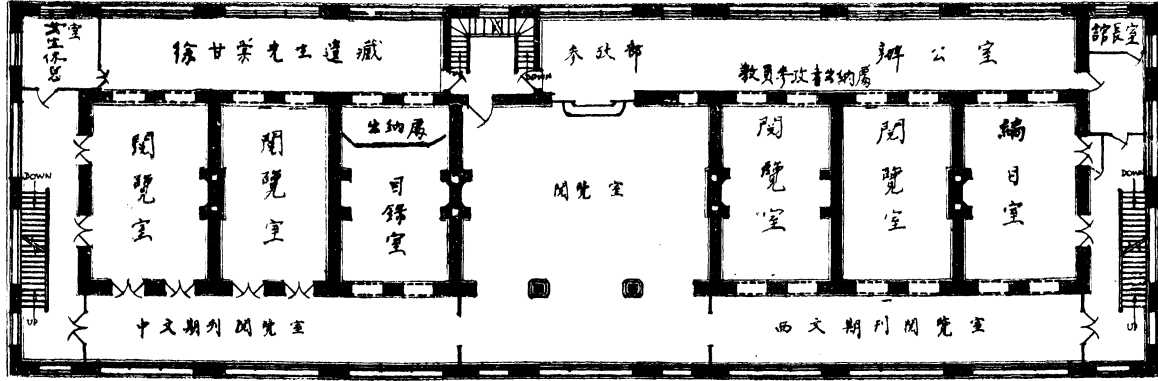 女生休息室
徐甘棠先生遺藏
參攷部
辦公室
館長室
DOWN
教員參攷書出納處
出納處
閱覽室
閱覽室
目錄室
閱覽室
閱覽室
閱覽室
編目室
DOWN
DOWN
UP
UP
中文期刊閱覽室
西文期刊閱覽室